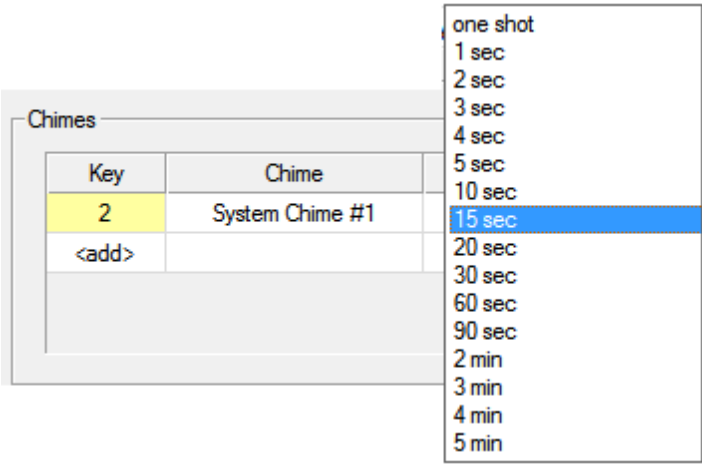 Chimes
Key Chime
2 System Chime #1
<add>
one shot
1 sec
2 sec
3 sec
4 sec
5 sec
10 sec
15 sec
20 sec
30 sec
60 sec
90 sec
2 min
3 min
4 min
5 min